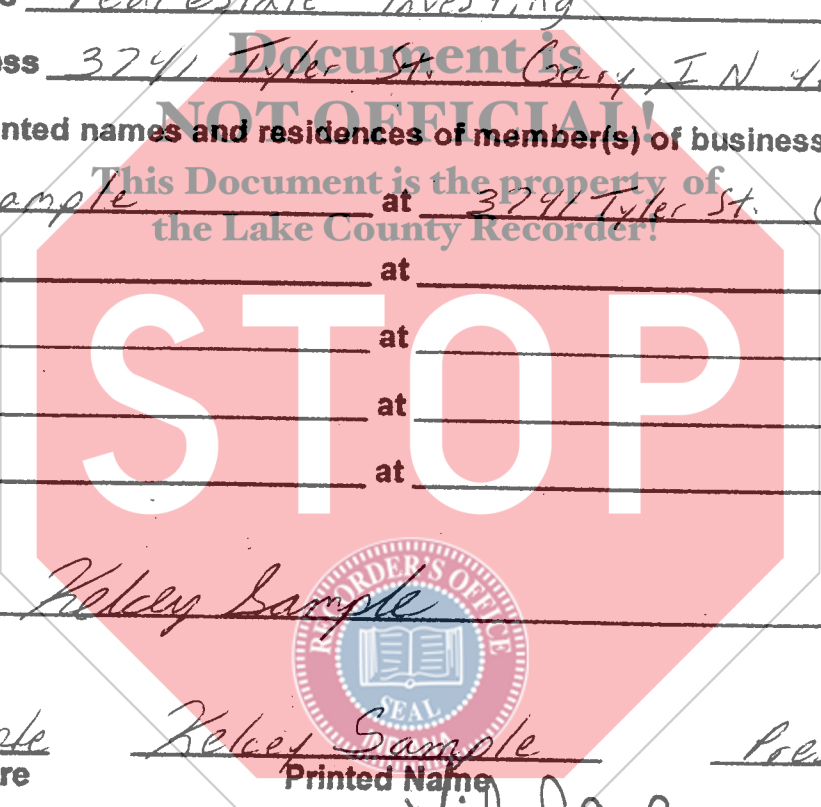 real estate Investing
ess 3741 Tyler St. Gary, IN
Document is
NOT OFFICIAL!
nted names and residences of member(s) of business
This Document is the property of
ample at 3741 Tyler St.
the Lake County Recorder!
at
at
at
at
STOP
Kelcey Sample
RECORDER'S OFFICE
SEAL
INDIANA
Kelcey Sample Pre
re Printed Name